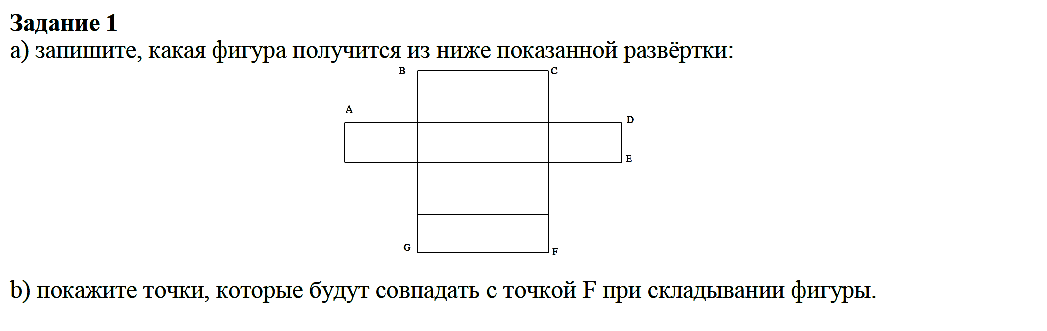 Задание 1
а) запишите, какая фигура получится из ниже показанной развёртки:
B C
A
D
E
G F
b) покажите точки, которые будут совпадать с точкой F при складывании фигуры.